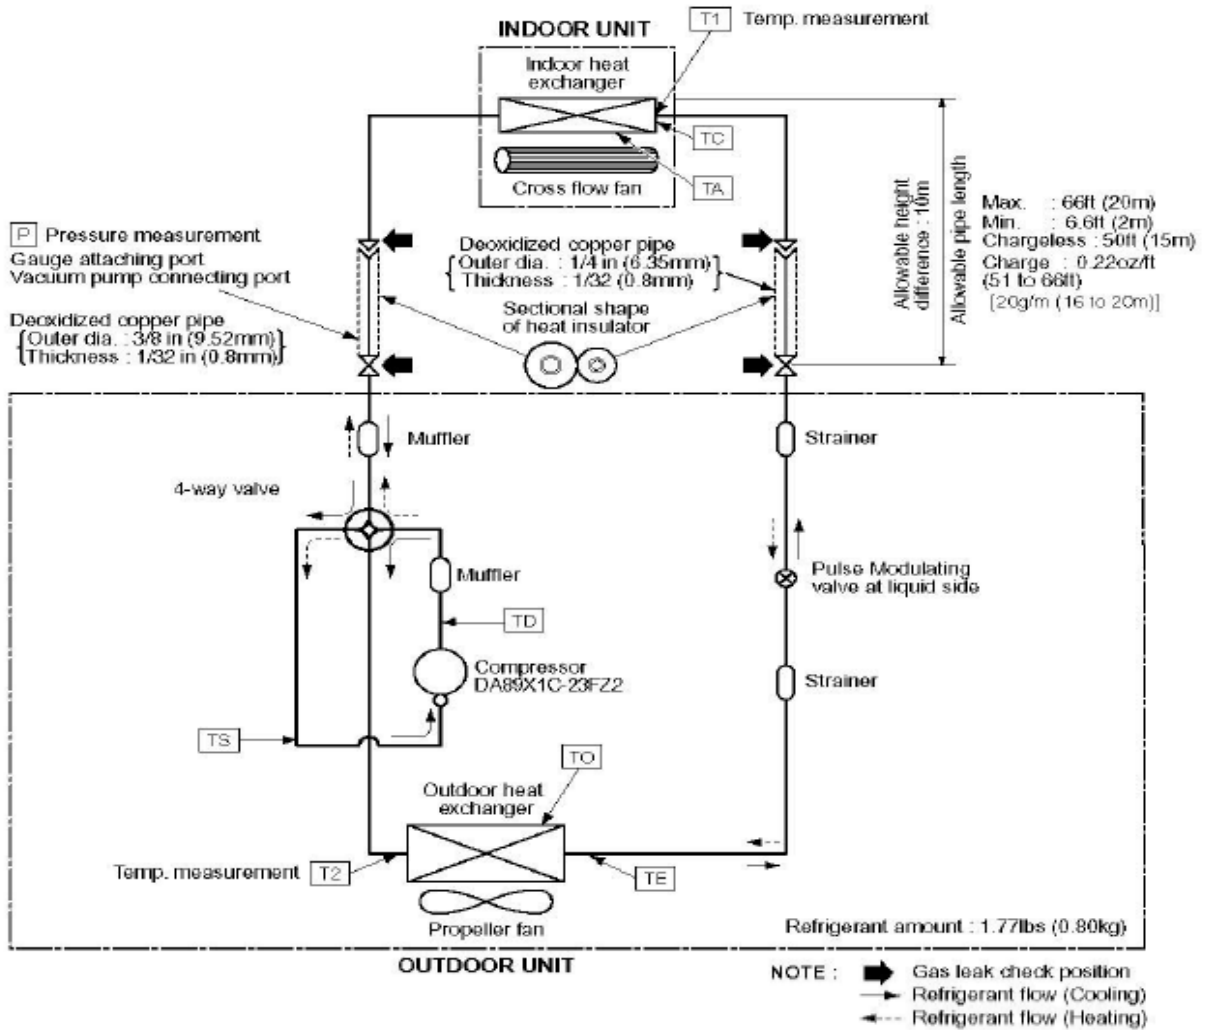 INDOOR UNIT
T1 Temp. measurement
Indoor heat
exchanger
TC
TA
Cross flow fan
Allowable height
difference : 10m
Allowable pipe length
Max. : 66ft (20m)
Min. : 6.6ft (2m)
Chargeless : 50ft (15m)
Charge : 0.22oz/ft
(51 to 66ft)
[20g/m (16 to 20m)]
P Pressure measurement
Gauge attaching port
Vacuum pump connecting port
Deoxidized copper pipe
Outer dia. : 3/8 in (9.52mm)
Thickness : 1/32 in (0.8mm)
Deoxidized copper pipe
Outer dia. : 1/4 in (6.35mm)
Thickness : 1/32 (0.8mm)
Sectional shape
of heat insulator
Muffler
Strainer
4-way valve
Muffler
Pulse Modulating
valve at liquid side
TD
Compressor
DA89X1C-23FZ2
Strainer
TS
TO
Outdoor heat
exchanger
Temp. measurement T2
TE
Propeller fan
Refrigerant amount : 1.77lbs (0.80kg)
OUTDOOR UNIT
NOTE : Gas leak check position
Refrigerant flow (Cooling)
Refrigerant flow (Heating)